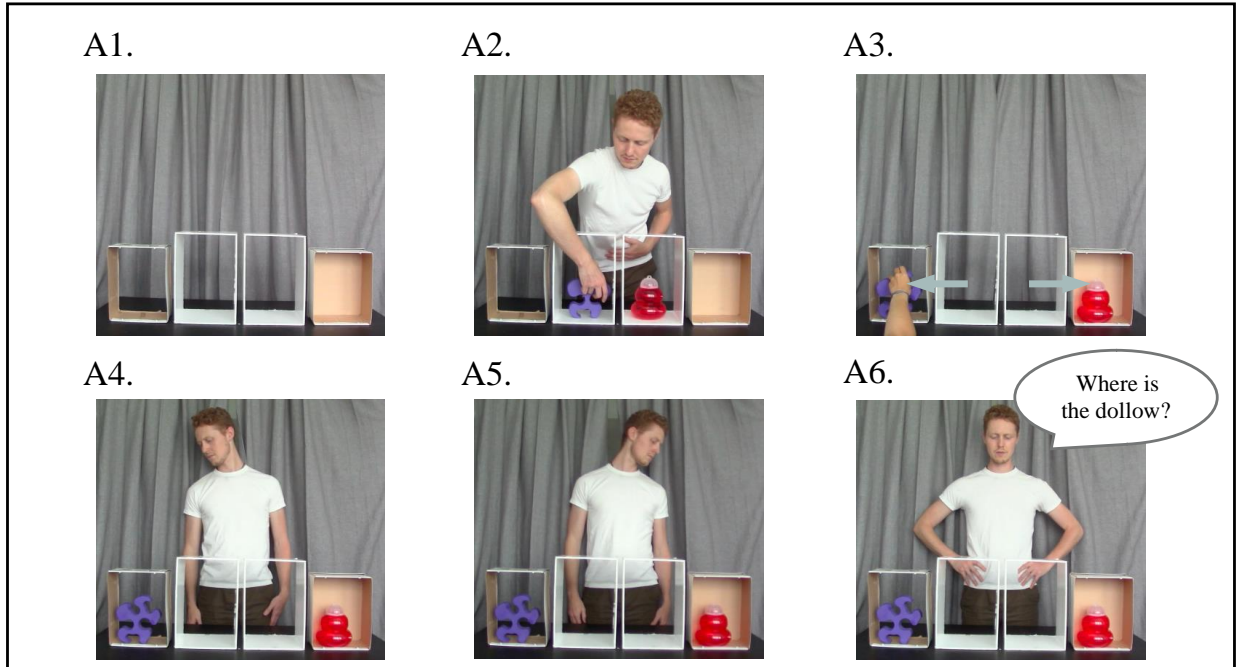 A1.
A2.
A3.
A4.
A5.
A6.
Where is
the dollow?